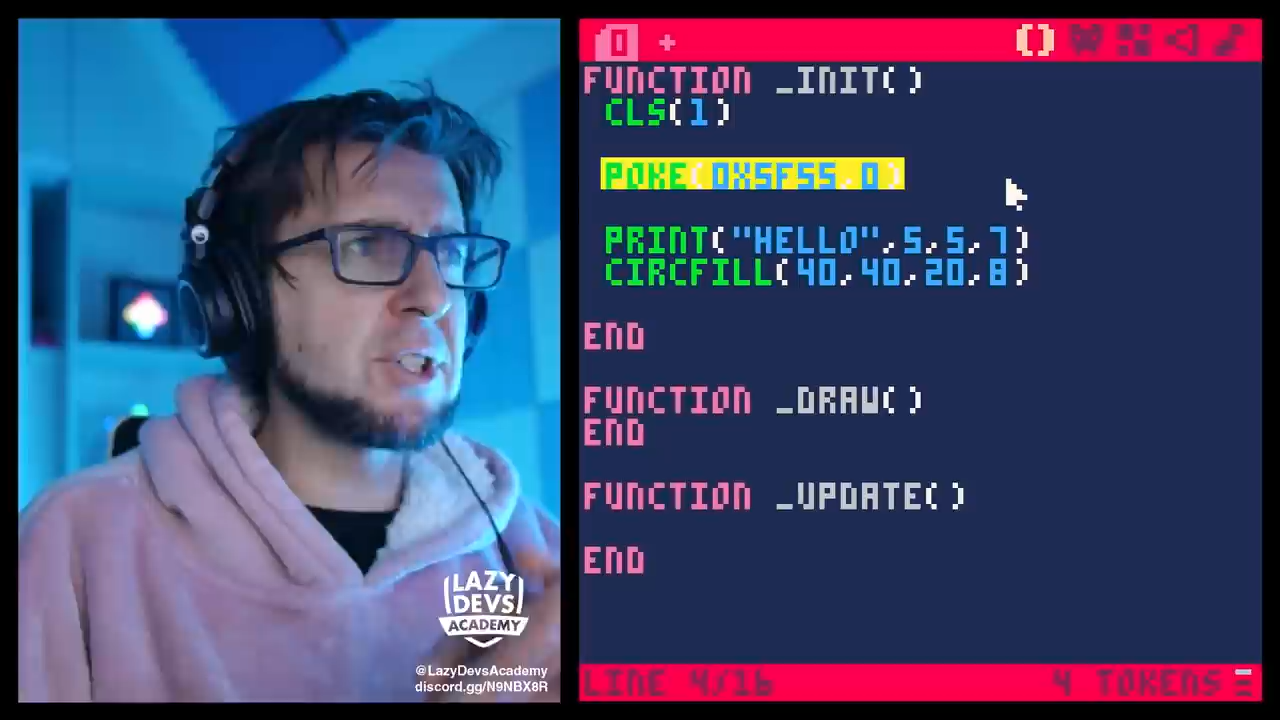 FUNCTION _INIT()
CLS(1)
POKE(0X5F55,0)
PRINT("HELLO",5,5,7)
CIRCFILL(40,40,20,8)
END
FUNCTION _DRAW()
END
FUNCTION _UPDATE()
END
LINE 4/16
4 TOKENS
LAZY
DEVS
ACADEMY
@LazyDevsAcademy
discord.gg/N9NBX8R
0 +